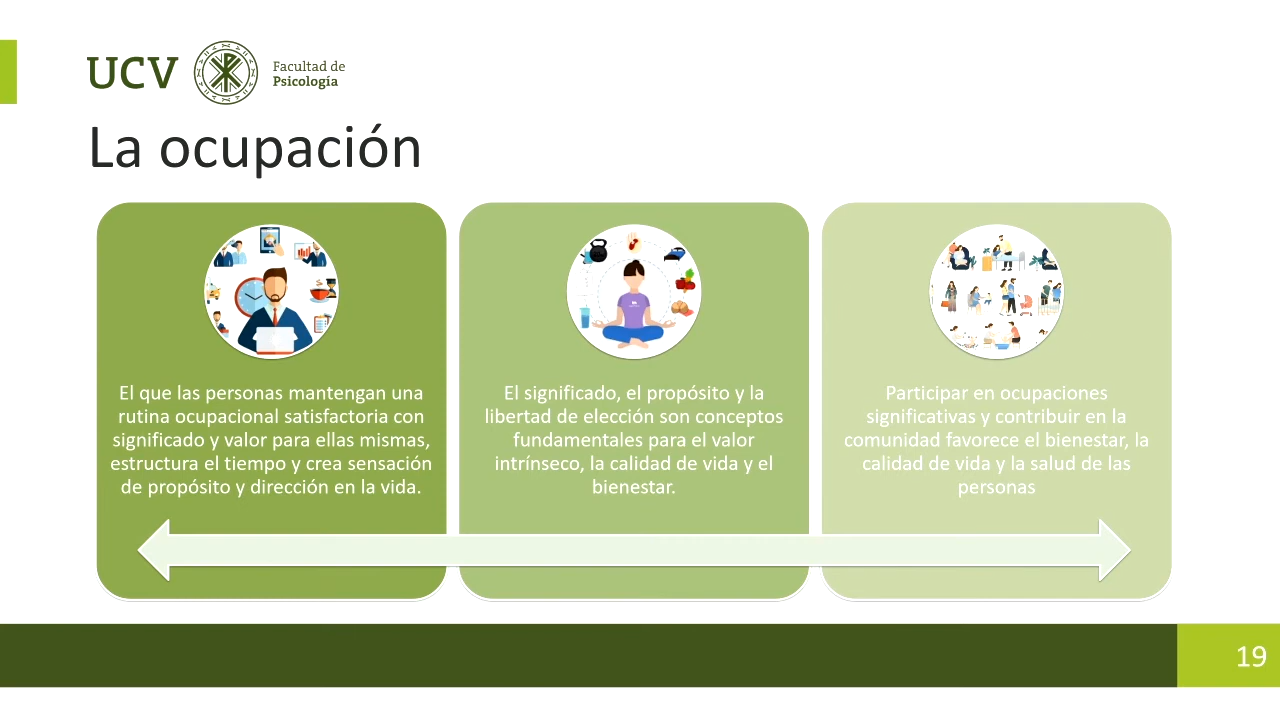 UCV
Facultad de
Psicología
La ocupación
El que las personas mantengan una
rutina ocupacional satisfactoria con
significado y valor para ellas mismas,
estructura el tiempo y crea sensación
de propósito y dirección en la vida.
El significado, el propósito y la
libertad de elección son conceptos
fundamentales para el valor
intrínseco, la calidad de vida y el
bienestar.
Participar en ocupaciones
significativas y contribuir en la
comunidad favorece el bienestar, la
calidad de vida y la salud de las
personas
19